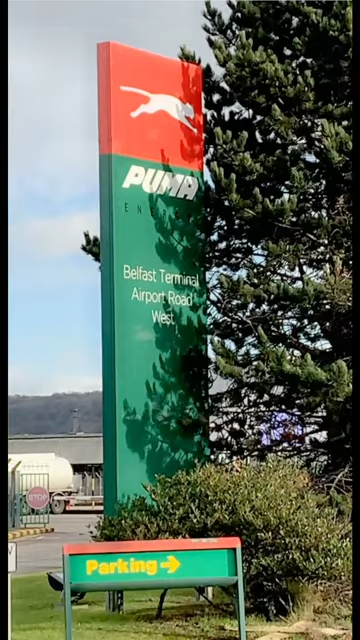 PUMA
ENERGY
Belfast Terminal
Airport Road
West
STOP
Parking →